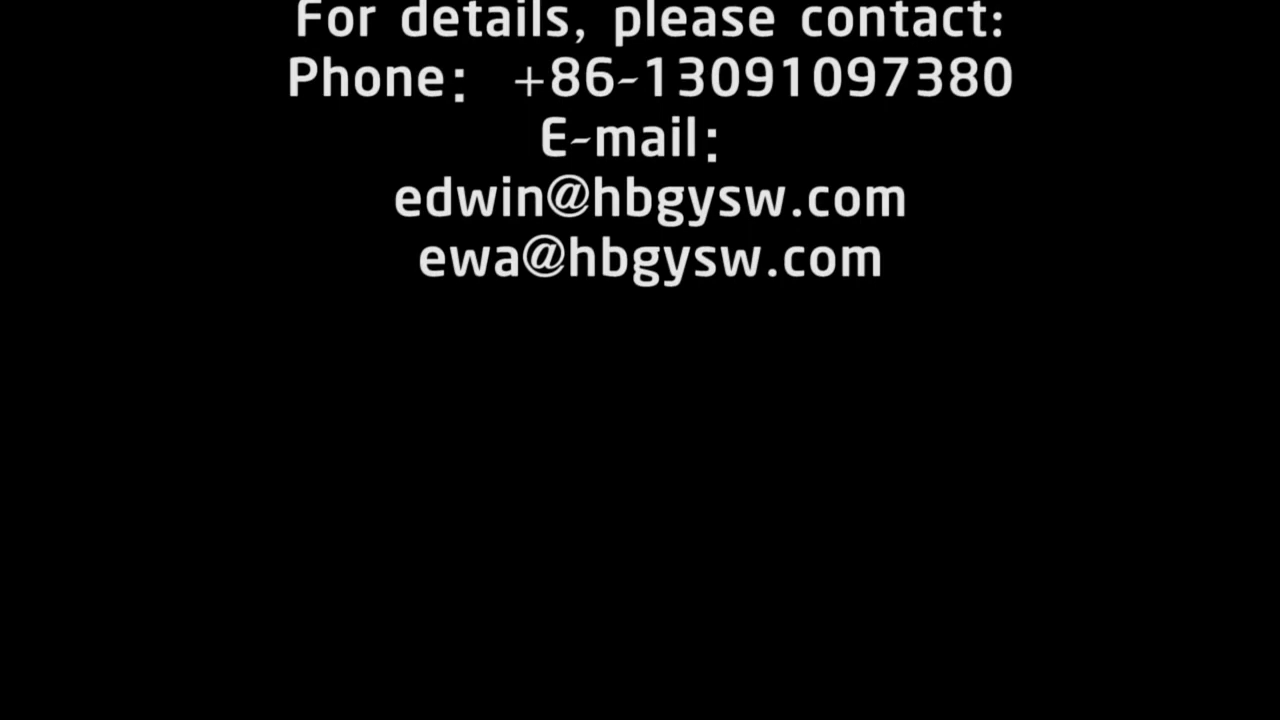 For details, please contact:
Phone： +86-13091097380
E-mail：
edwin@hbgysw.com
ewa@hbgysw.com